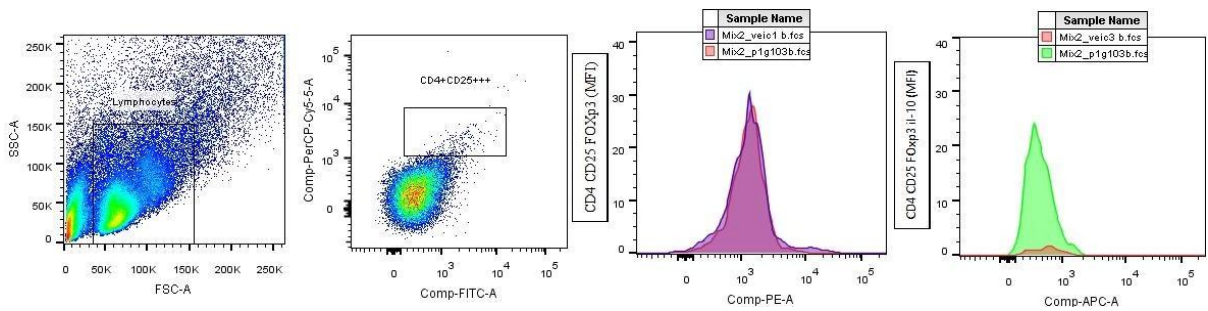 250K
200K
150K
100K
50K
0
SSC-A
Lymphocytes
0 50K 100K 150K 200K 250K
FSC-A
10^5
10^4
10^3
0
Comp-PerCP-Cy5-5-A
CD4+CD25+++
0 10^3 10^4 10^5
Comp-FITC-A
Sample Name
Mix2_veic1 b.fcs
Mix2_p1g103b.fcs
CD4 CD25 FOXp3 (MFI)
40
30
20
10
0
0 10^3 10^4 10^5
Comp-PE-A
Sample Name
Mix2_veic3 b.fcs
Mix2_p1g103b.fcs
CD4 CD25 FOxp3 il-10 (MFI)
40
30
20
10
0
0 10^3 10^4 10^5
Comp-APC-A